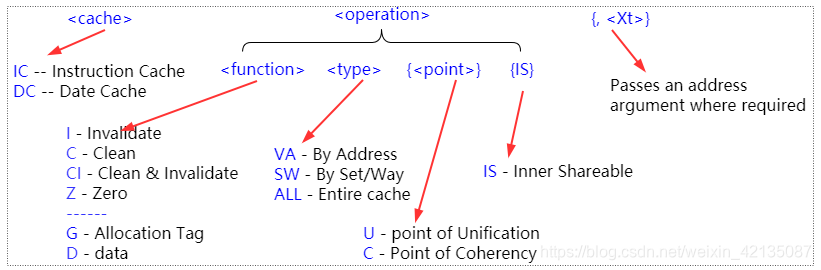 <cache> <operation> {, <Xt>}
<function> <type> {<point>} {IS}
IC -- Instruction Cache
DC -- Date Cache
Passes an address
argument where required
I - Invalidate
C - Clean
CI - Clean & Invalidate
Z - Zero
------
G - Allocation Tag
D - data
VA - By Address
SW - By Set/Way
ALL - Entire cache
IS - Inner Shareable
U - point of Unification
C - Point of Coherency
https://blog.csdn.net/weixin_42135087